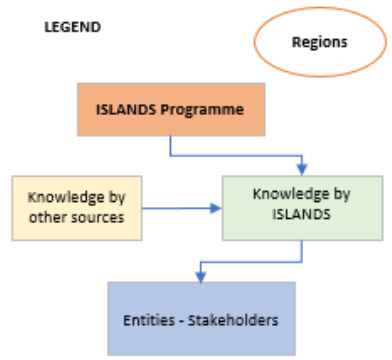 LEGEND
Regions
ISLANDS Programme
Knowledge by
other sources
Knowledge by
ISLANDS
Entities - Stakeholders